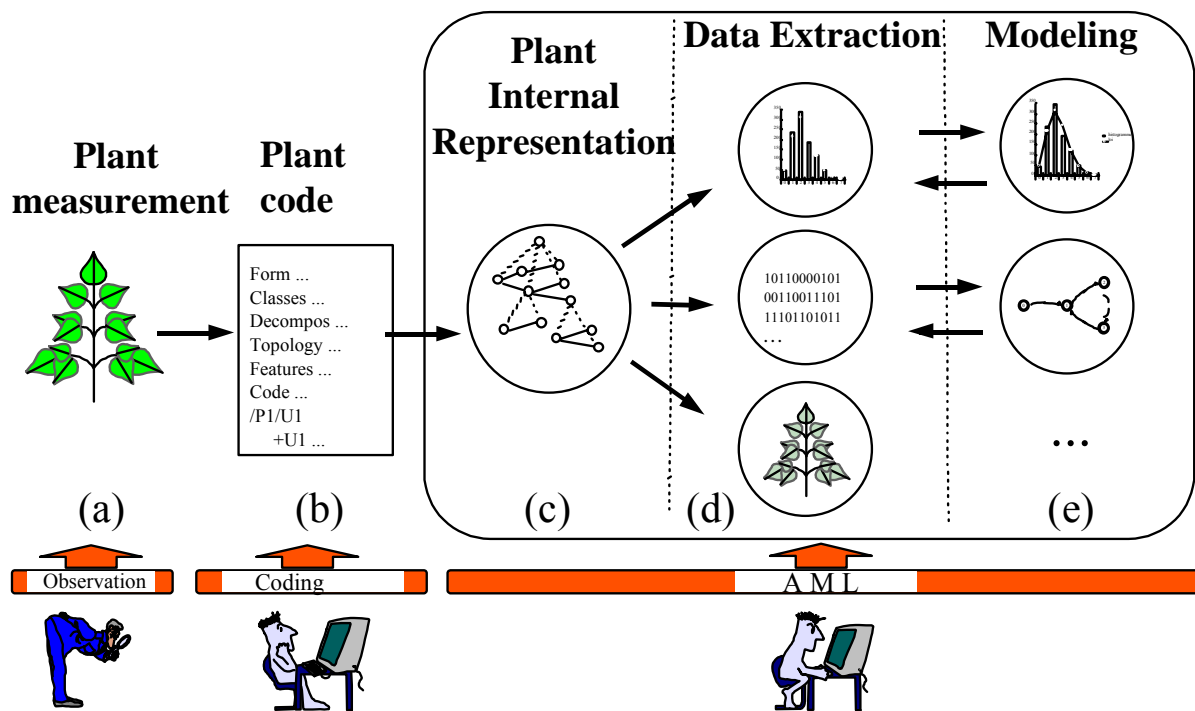 Plant
measurement
Plant
code
Plant
Internal
Representation
Data Extraction
Modeling
Form ...
Classes ...
Decompos ...
Topology ...
Features ...
Code ...
/P1/U1
+U1 ...
10110000101
00110011101
11101101011
...
...
(a)
(b)
(c)
(d)
(e)
Observation
Coding
A M L